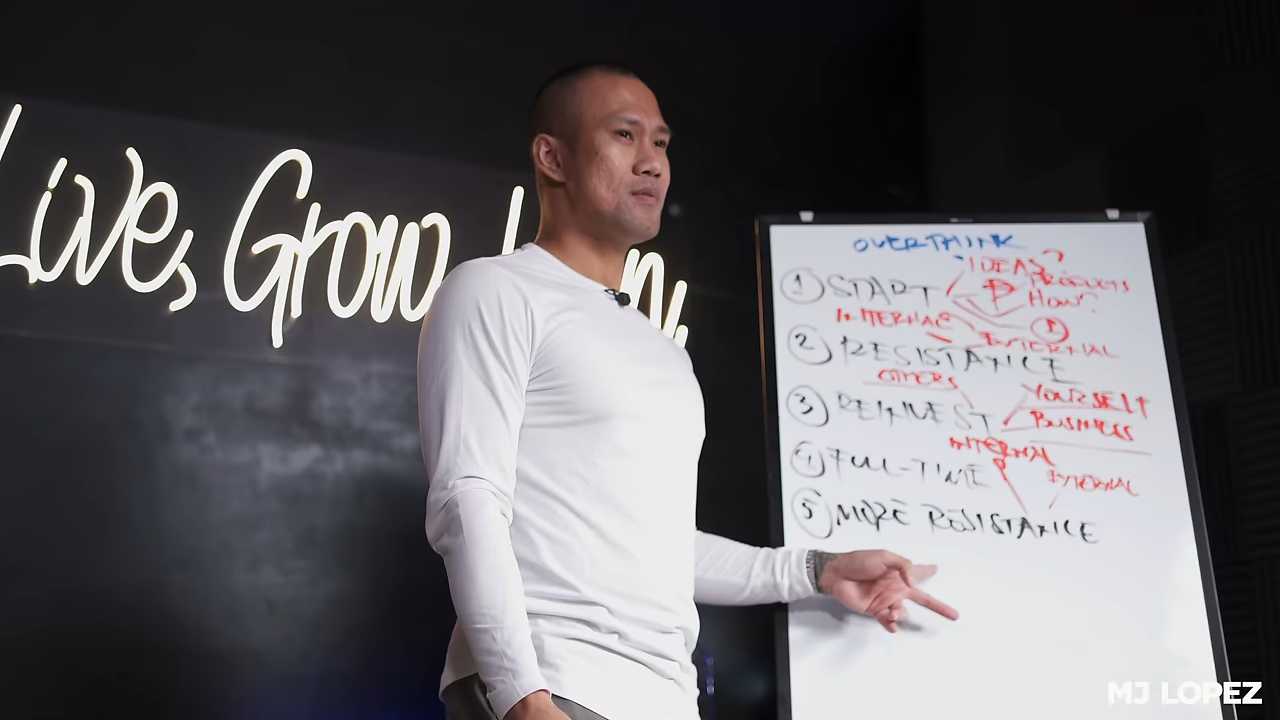 Live, Grow,
OVERTHINK
• IDEAS?
① START
PRODUCTS
HOW?
INTERNAL
EXTERNAL
② RESISTANCE
OTHERS
YOURSELF
③ REINVEST
BUSINESS
INTERNAL
④ FULL-TIME
EXTERNAL
⑤ MORE RESISTANCE
MJ LOPEZ